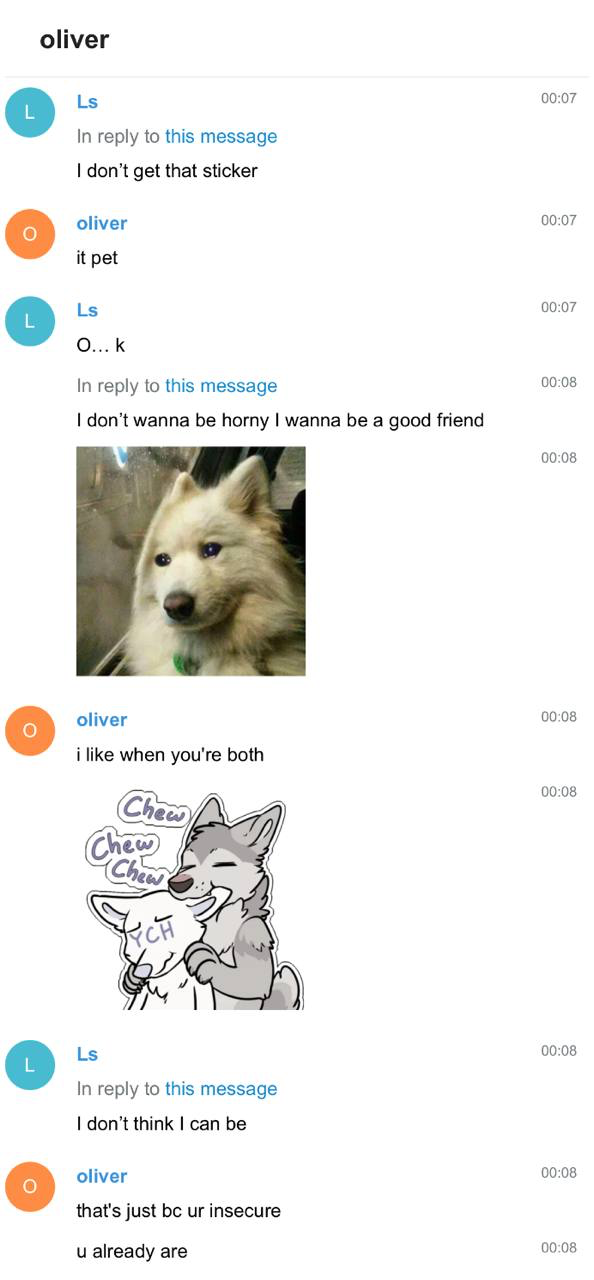 oliver
L
Ls
00:07
In reply to this message
I don’t get that sticker
O
oliver
00:07
it pet
L
Ls
00:07
O… k
In reply to this message
00:08
I don’t wanna be horny I wanna be a good friend
00:08
O
oliver
00:08
i like when you're both
00:08
Chew
Chew
Chew
YCH
L
Ls
00:08
In reply to this message
I don’t think I can be
O
oliver
00:08
that's just bc ur insecure
u already are
00:08